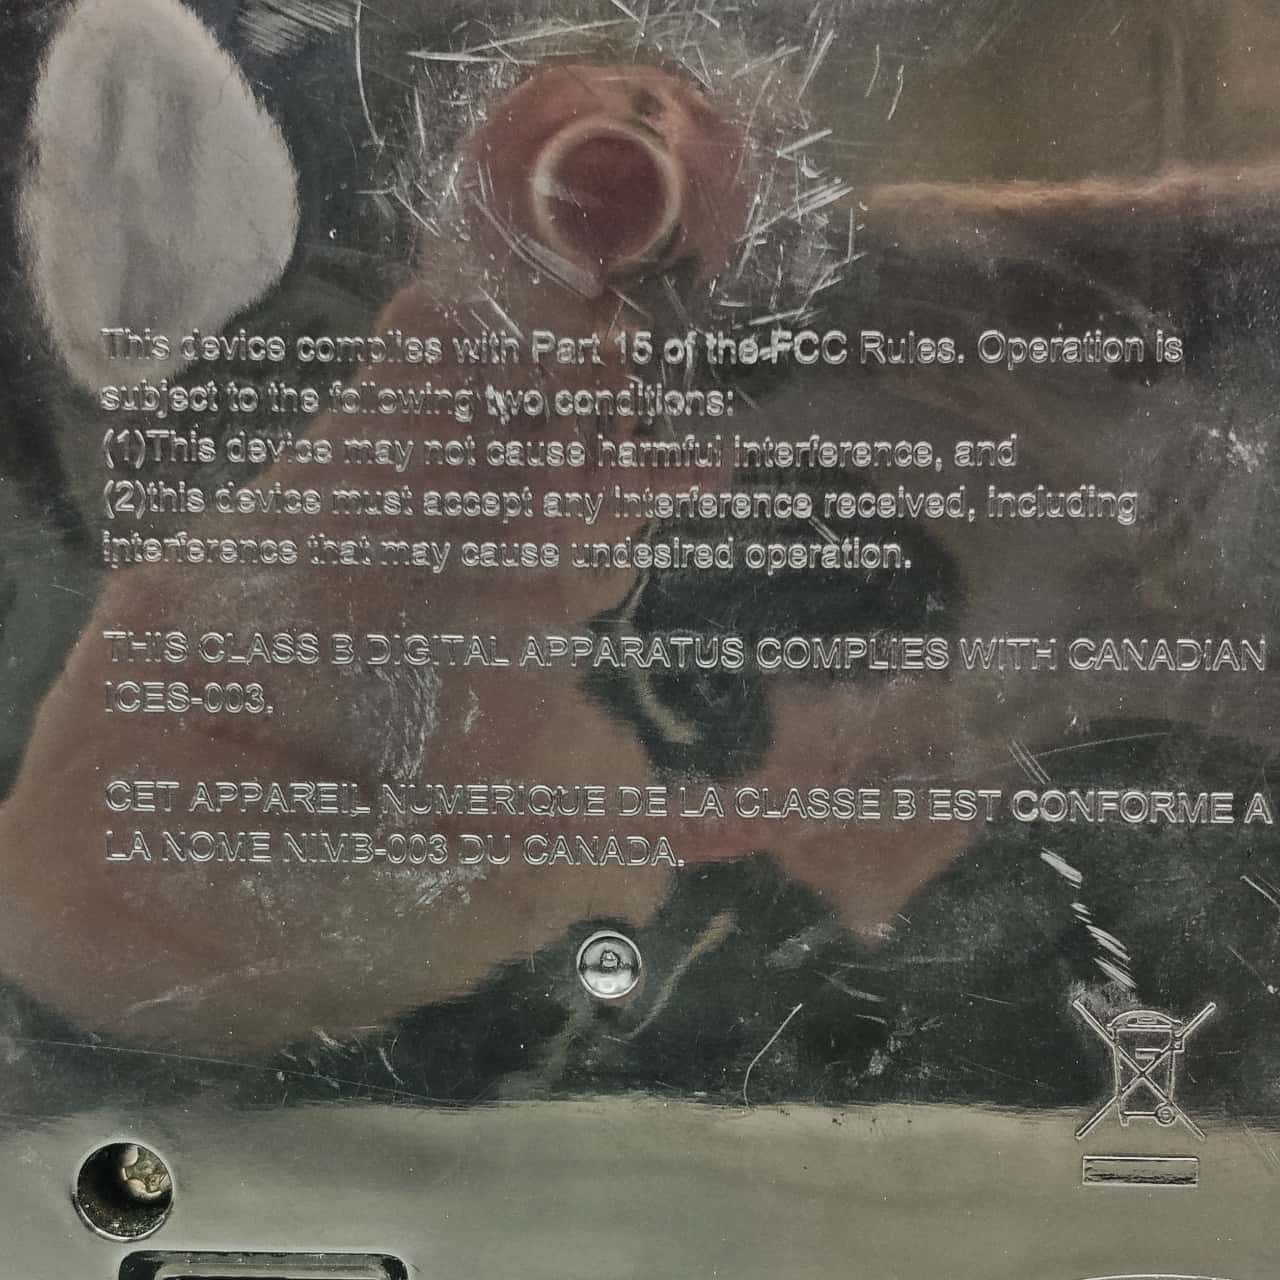 This device complies with Part 15 of the FCC Rules. Operation is
subject to the following two conditions:
(1)This device may not cause harmful interference, and
(2)this device must accept any interference received, including
interference that may cause undesired operation.
THIS CLASS B DIGITAL APPARATUS COMPLIES WITH CANADIAN
ICES-003.
CET APPAREIL NUMERIQUE DE LA CLASSE B EST CONFORME A
LA NOME NIMB-003 DU CANADA.